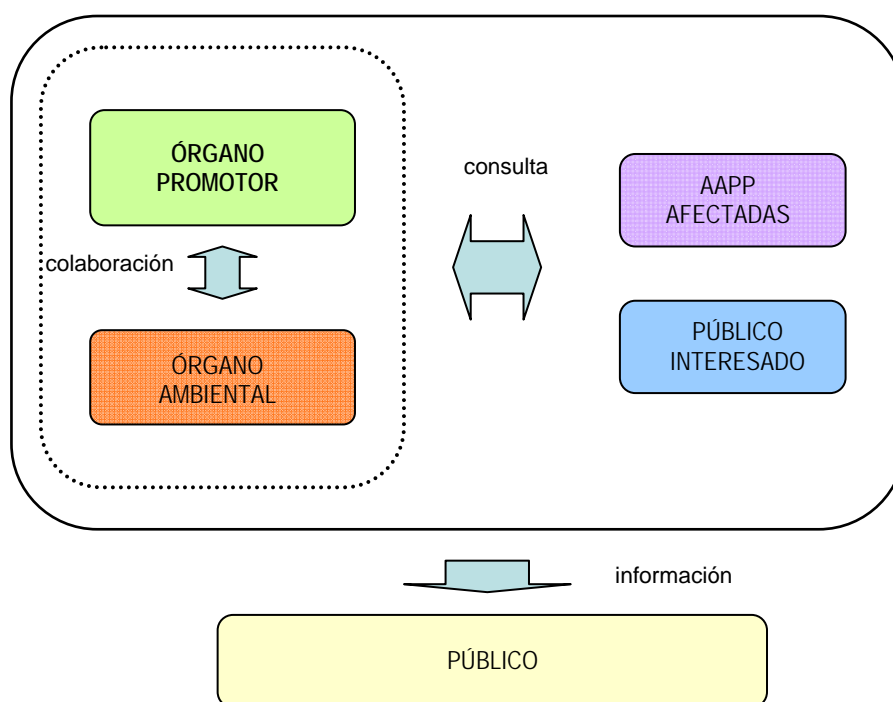 ÓRGANO
PROMOTOR
colaboración
ÓRGANO
AMBIENTAL
consulta
AAPP
AFECTADAS
PÚBLICO
INTERESADO
información
PÚBLICO